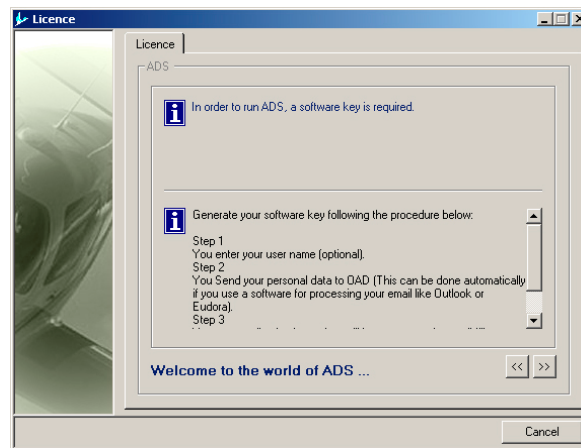 Licence
Licence
ADS
In order to run ADS, a software key is required.
Generate your software key following the procedure below:
Step 1
You enter your user name (optional).
Step 2
You Send your personal data to OAD (This can be done automatically
if you use a software for processing your email like Outlook or
Eudora).
Step 3
Welcome to the world of ADS ...
<< >>
Cancel